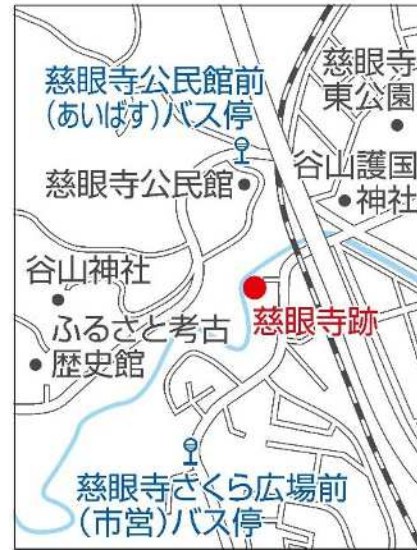 慈眼寺公民館前
(あいばす)バス停
慈眼寺
東公園
慈眼寺公民館
谷山護国
神社
谷山神社
慈眼寺跡
ふるさと考古
歴史館
慈眼寺さくら広場前
(市営)バス停